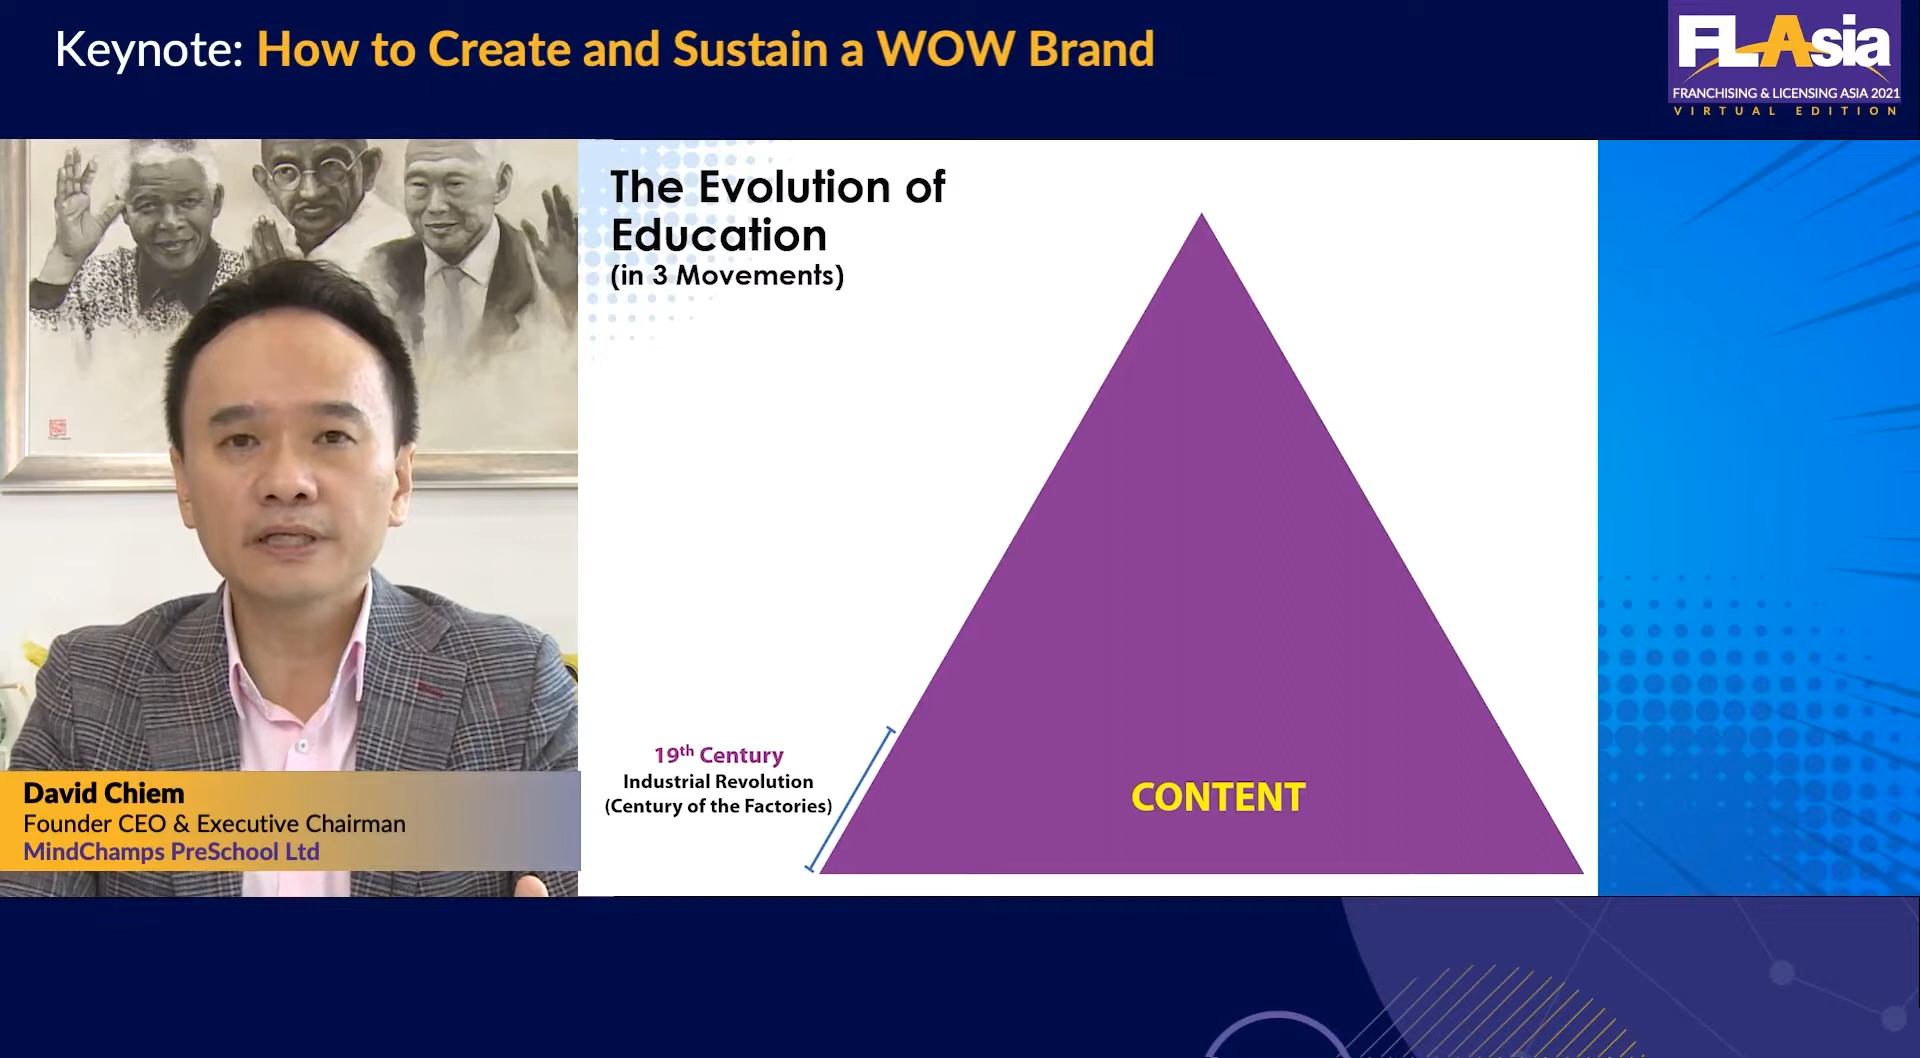 Keynote: How to Create and Sustain a WOW Brand
FLAsia
FRANCHISING & LICENSING ASIA 2021
VIRTUAL EDITION
The Evolution of
Education
(in 3 Movements)
19th Century
Industrial Revolution
(Century of the Factories)
CONTENT
David Chiem
Founder CEO & Executive Chairman
MindChamps PreSchool Ltd